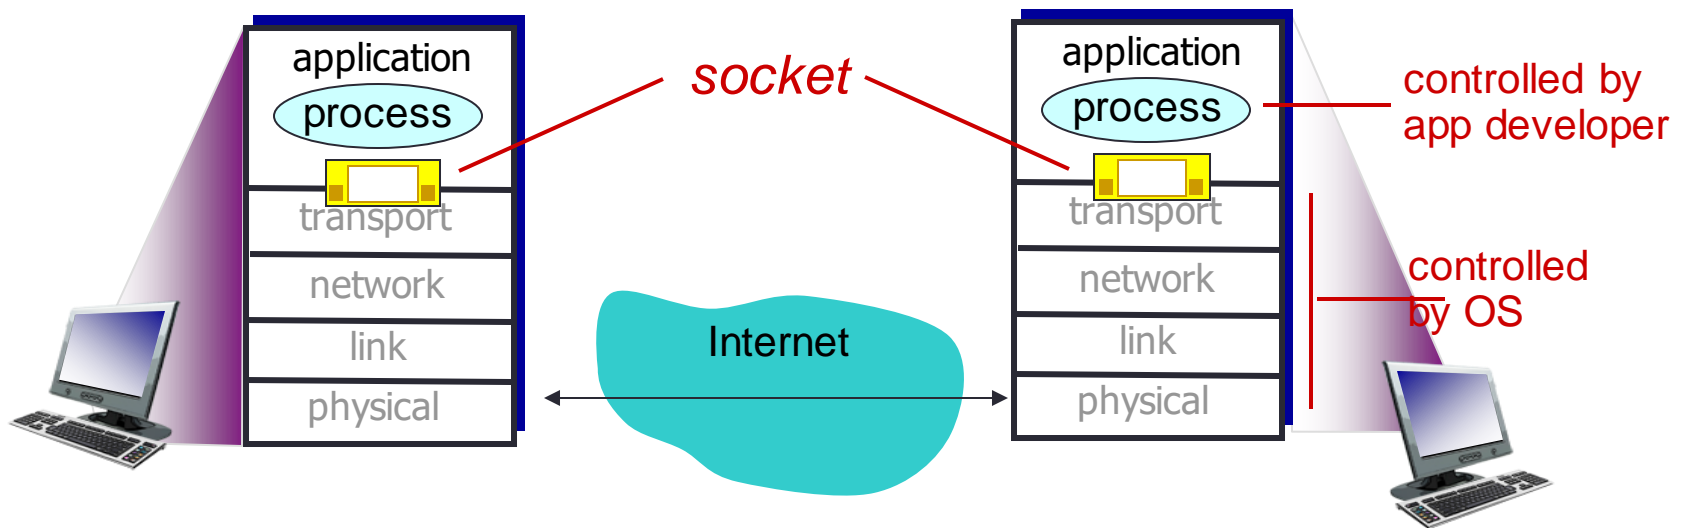 application
process
transport
network
link
physical
socket
Internet
application
process
transport
network
link
physical
controlled by
app developer
controlled
by OS